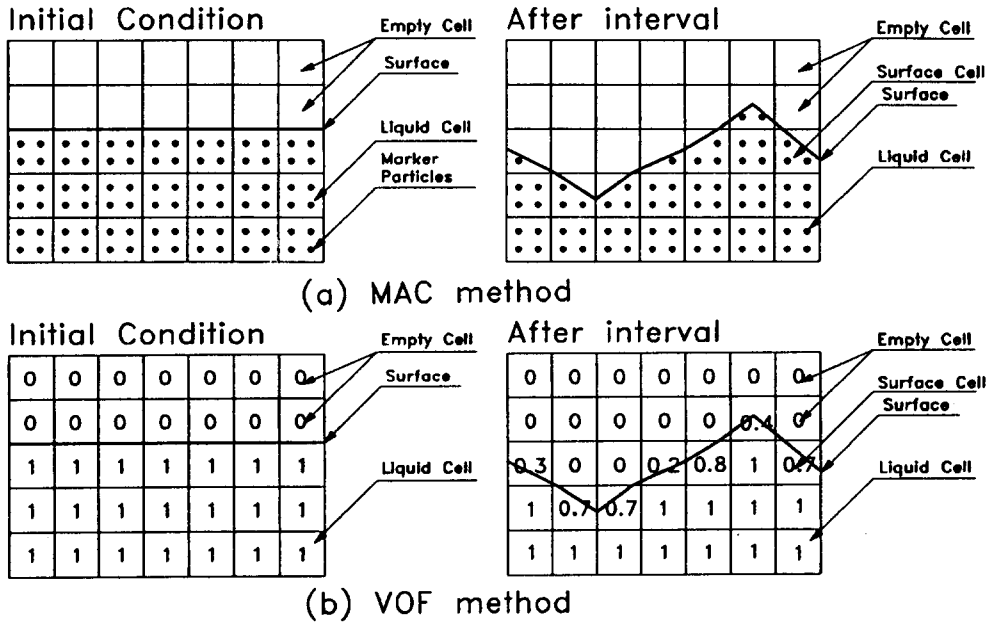 Initial Condition
Empty Cell
Surface
Liquid Cell
Marker
Particles
After interval
Empty Cell
Surface Cell
Surface
Liquid Cell
(a) MAC method
Initial Condition
Empty Cell
Surface
Liquid Cell
0 0 0 0 0 0 0
0 0 0 0 0 0 0
1 1 1 1 1 1 1
1 1 1 1 1 1 1
1 1 1 1 1 1 1
After interval
Empty Cell
Surface Cell
Surface
Liquid Cell
0 0 0 0 0 0 0
0 0 0 0 0 0.4 0
0.3 0 0 0.2 0.8 1 0.7
1 0.7 0.7 1 1 1 1
1 1 1 1 1 1 1
(b) VOF method